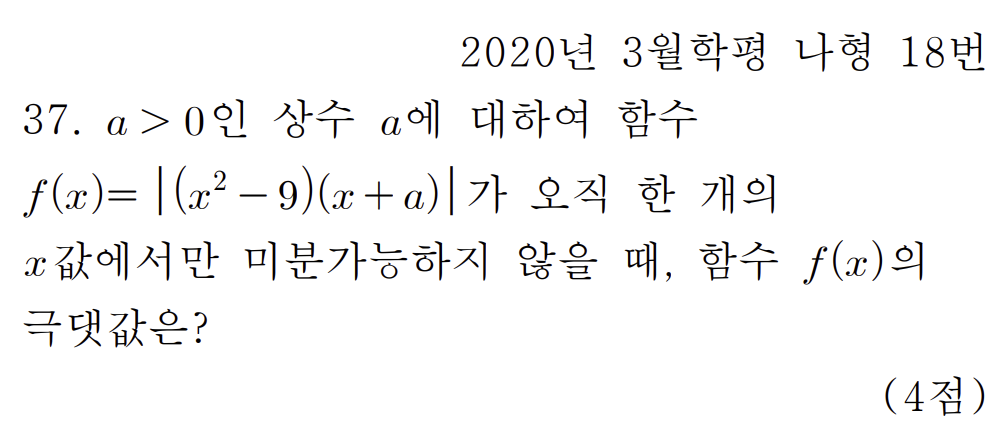 2020년 3월학평 나형 18번
37. a > 0인 상수 a에 대하여 함수
f(x)= |(x² − 9)(x + a)|가 오직 한 개의
x값에서만 미분가능하지 않을 때, 함수 f(x)의
극댓값은?
(4점)